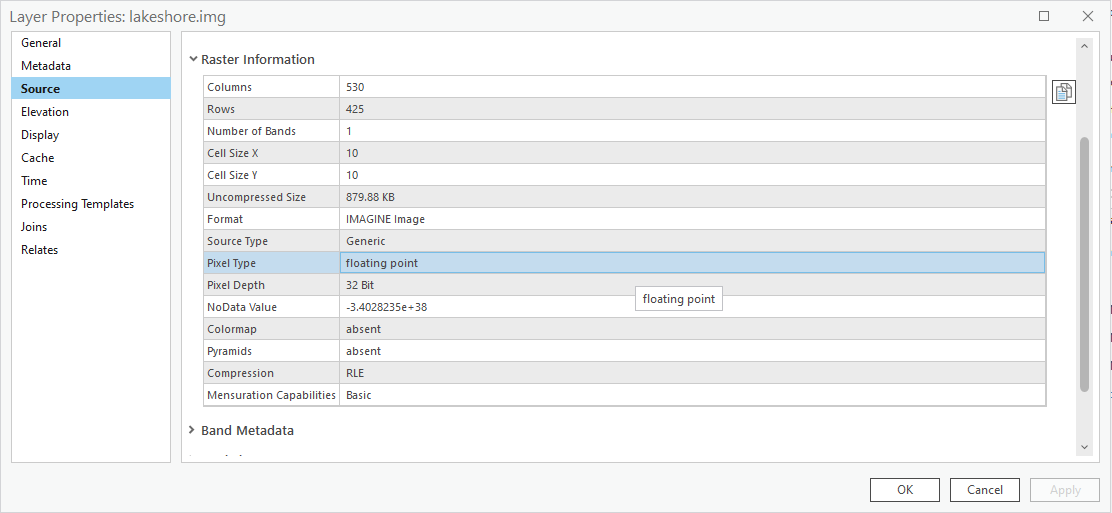 Layer Properties: lakeshore.img
General
Metadata
Source
Elevation
Display
Cache
Time
Processing Templates
Joins
Relates
Raster Information
Columns 530
Rows 425
Number of Bands 1
Cell Size X 10
Cell Size Y 10
Uncompressed Size 879.88 KB
Format IMAGINE Image
Source Type Generic
Pixel Type floating point
Pixel Depth 32 Bit
floating point
NoData Value -3.4028235e+38
Colormap absent
Pyramids absent
Compression RLE
Mensuration Capabilities Basic
Band Metadata
OK Cancel Apply